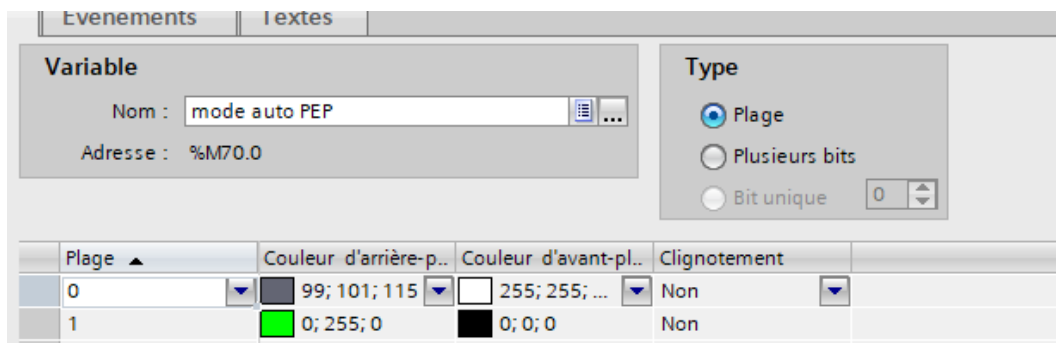 Evènements Textes
Variable
Nom : mode auto PEP ...
Adresse : %M70.0
Type
Plage
Plusieurs bits
Bit unique 0
Plage Couleur d'arrière-p.. Couleur d'avant-pl.. Clignotement
0 99; 101; 115 255; 255; ... Non
1 0; 255; 0 0; 0; 0 Non